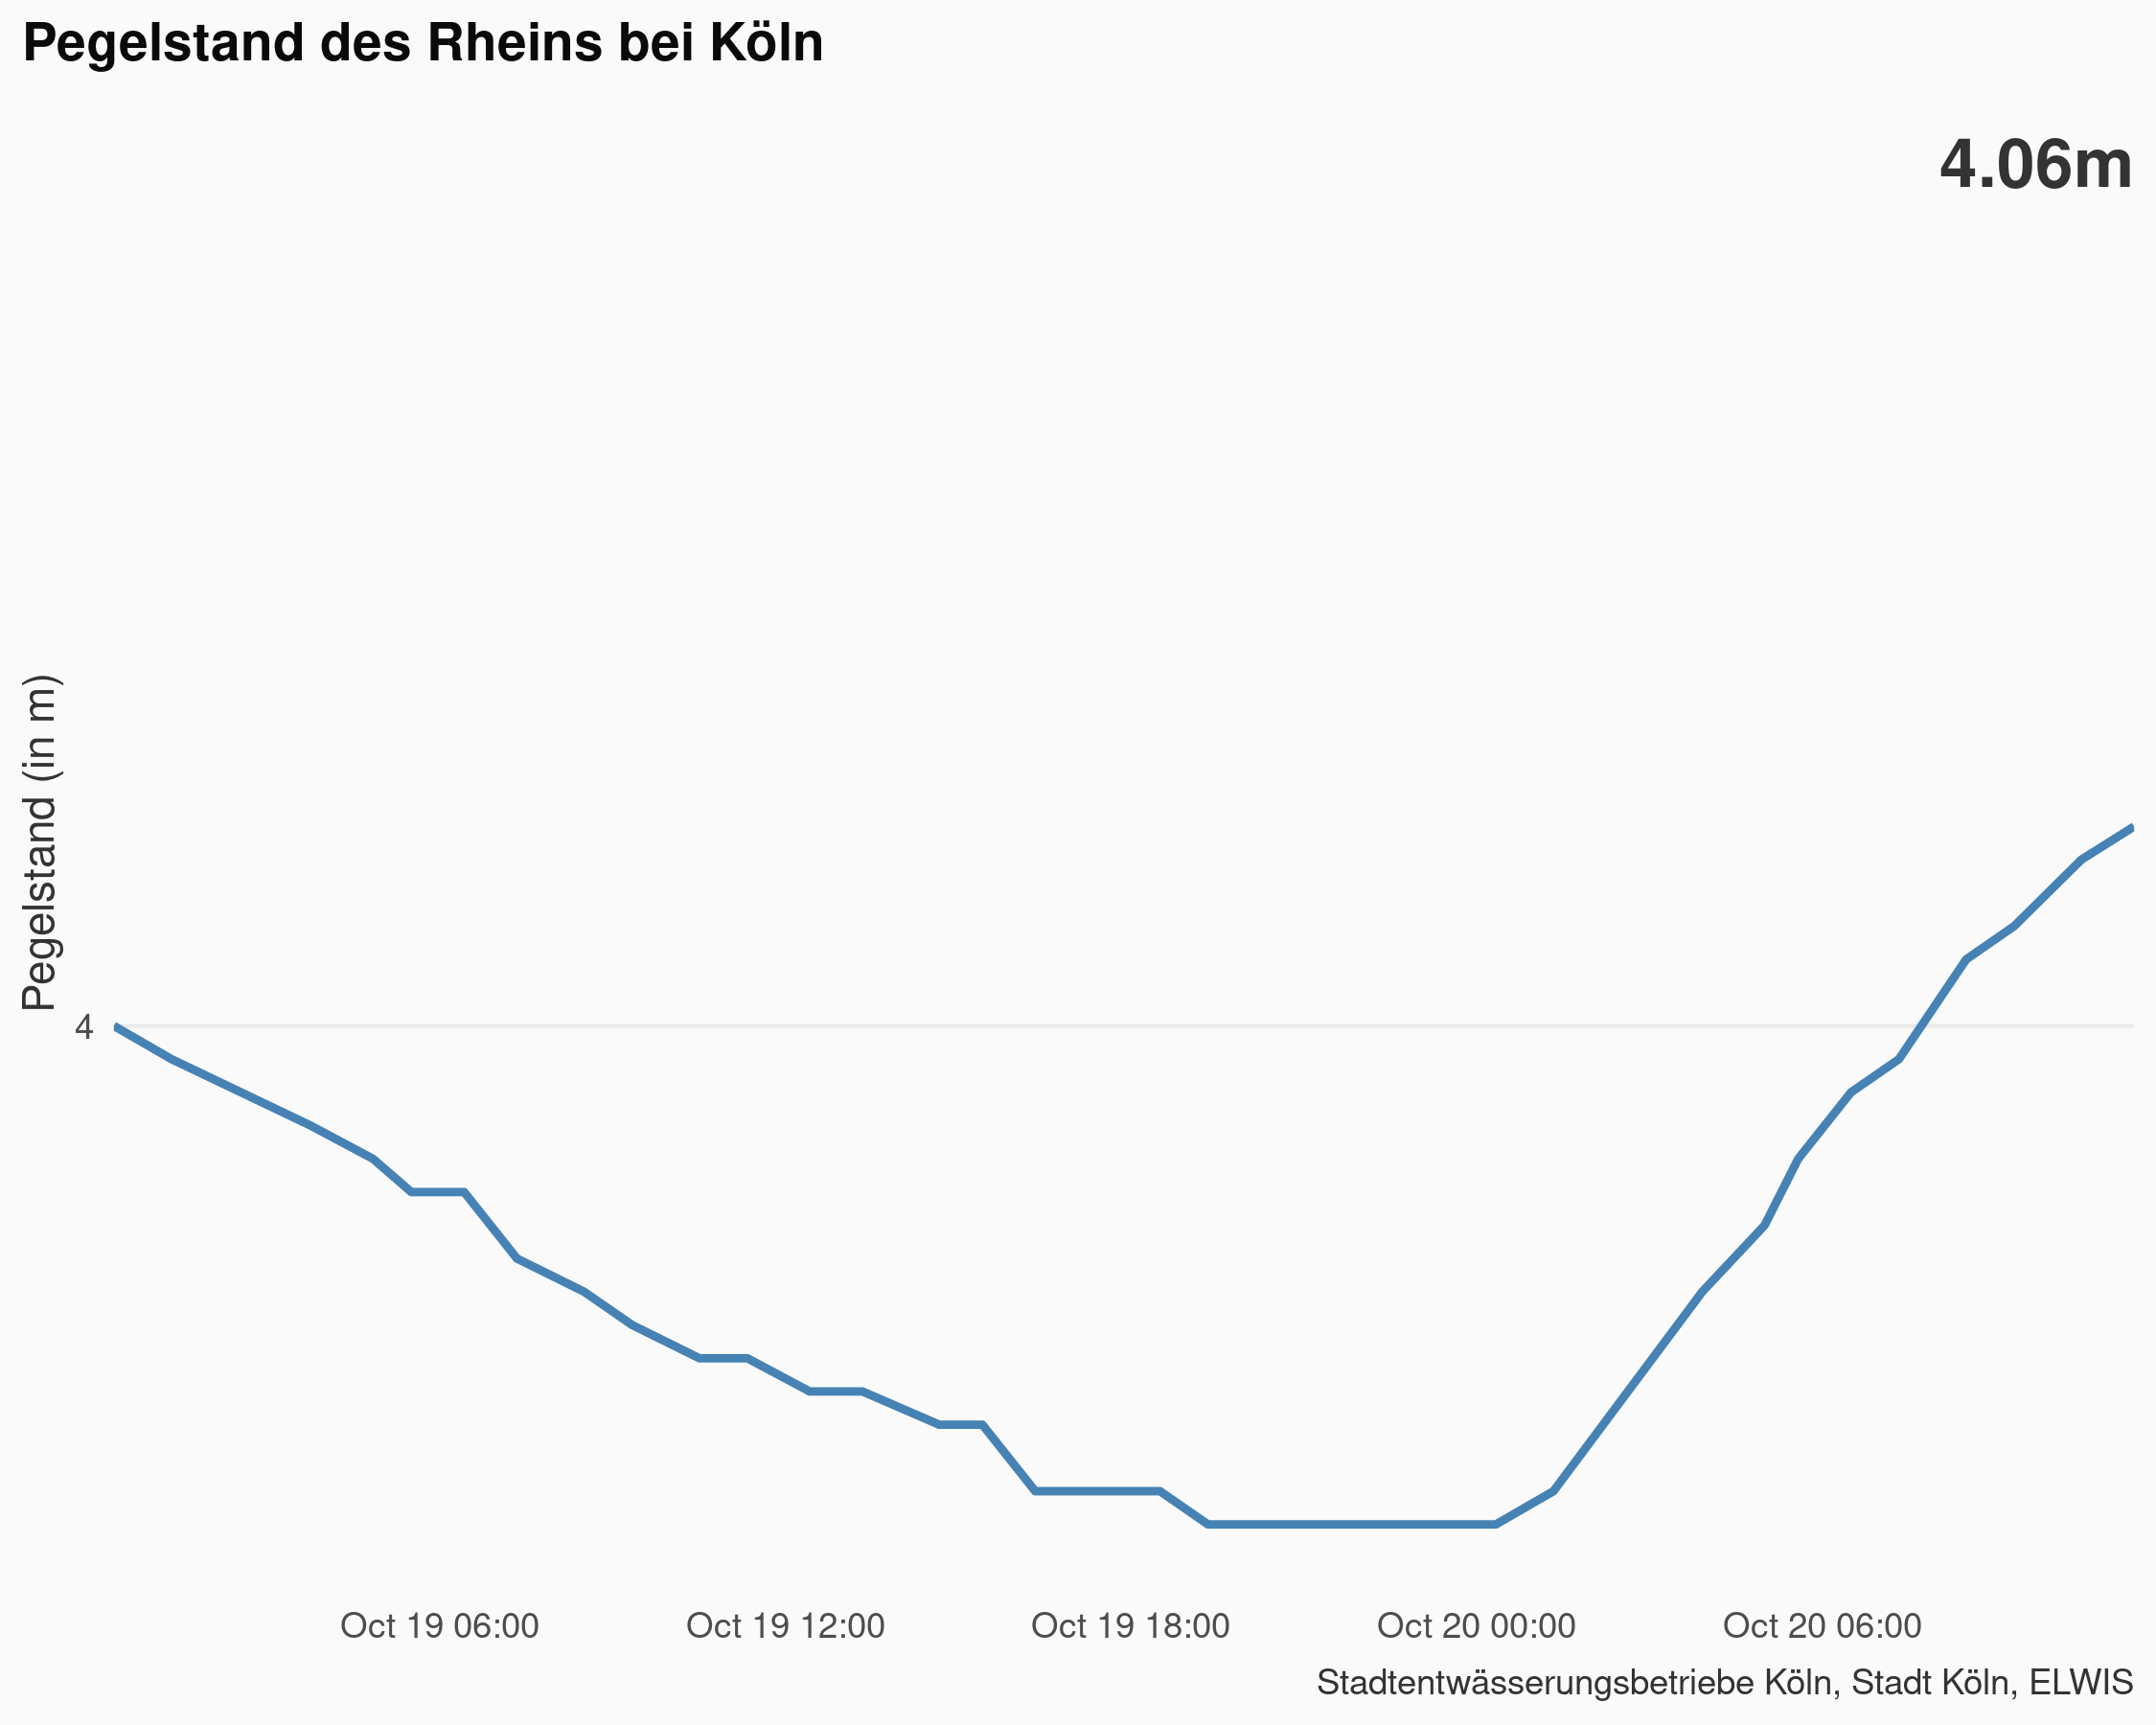 Pegelstand des Rheins bei Köln
4.06m
Pegelstand (in m)
4
Oct 19 06:00 Oct 19 12:00 Oct 19 18:00 Oct 20 00:00 Oct 20 06:00
Stadtentwässerungsbetriebe Köln, Stadt Köln, ELWIS